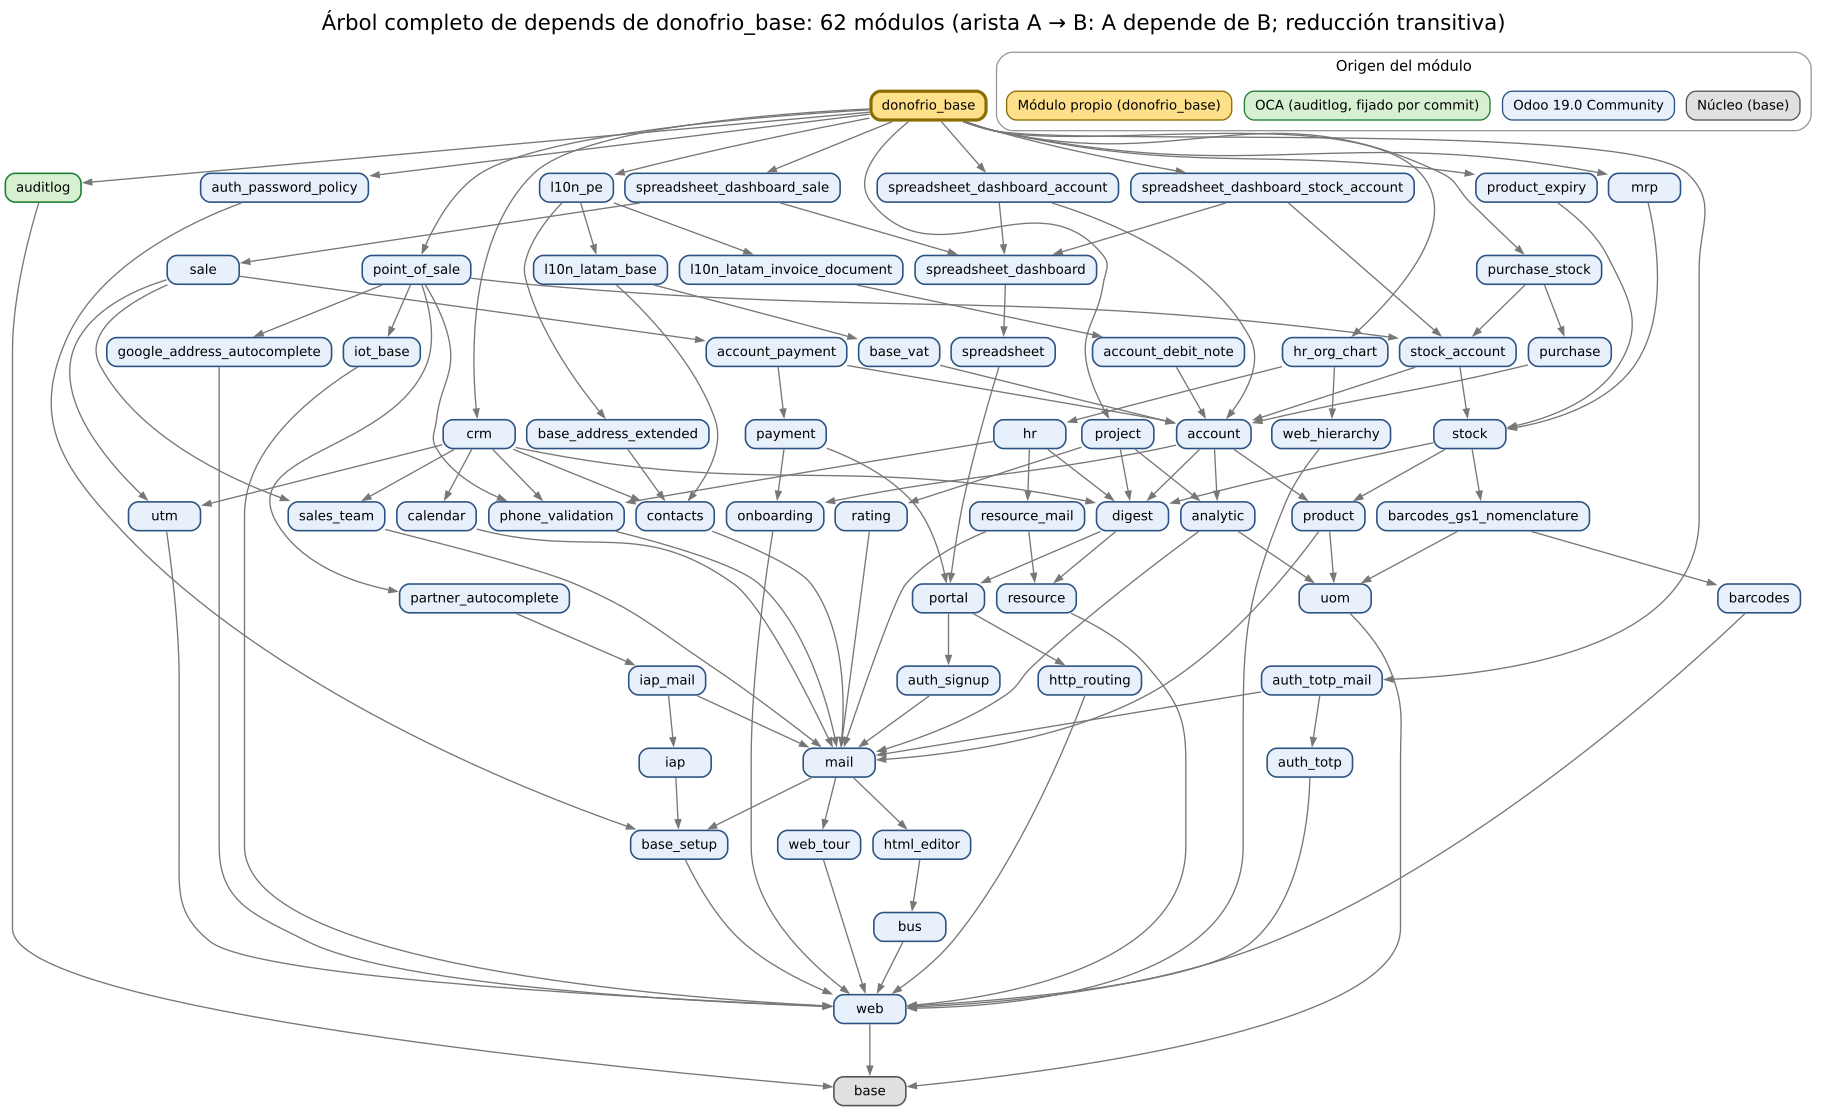 Árbol completo de depends de donofrio_base: 62 módulos (arista A → B: A depende de B; reducción transitiva)
Origen del módulo
donofrio_base
Módulo propio (donofrio_base)
OCA (auditlog, fijado por commit)
Odoo 19.0 Community
Núcleo (base)
auditlog
auth_password_policy
l10n_pe
spreadsheet_dashboard_sale
spreadsheet_dashboard_account
spreadsheet_dashboard_stock_account
product_expiry
mrp
sale
point_of_sale
l10n_latam_base
l10n_latam_invoice_document
spreadsheet_dashboard
purchase_stock
google_address_autocomplete
iot_base
account_payment
base_vat
spreadsheet
account_debit_note
hr_org_chart
stock_account
purchase
crm
base_address_extended
payment
hr
project
account
web_hierarchy
stock
utm
sales_team
calendar
phone_validation
contacts
onboarding
rating
resource_mail
digest
analytic
product
barcodes_gs1_nomenclature
partner_autocomplete
portal
resource
uom
barcodes
iap_mail
auth_signup
http_routing
auth_totp_mail
iap
mail
auth_totp
base_setup
web_tour
html_editor
bus
web
base